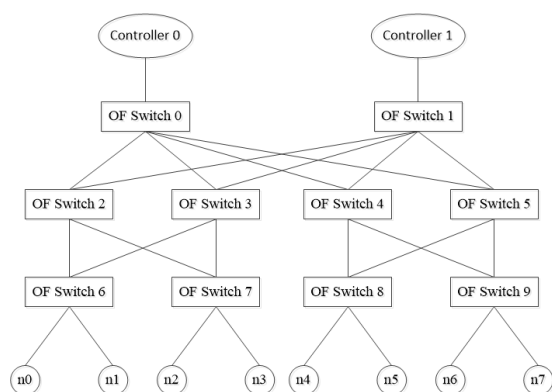 Controller 0
Controller 1
OF Switch 0
OF Switch 1
OF Switch 2
OF Switch 3
OF Switch 4
OF Switch 5
OF Switch 6
OF Switch 7
OF Switch 8
OF Switch 9
n0
n1
n2
n3
n4
n5
n6
n7